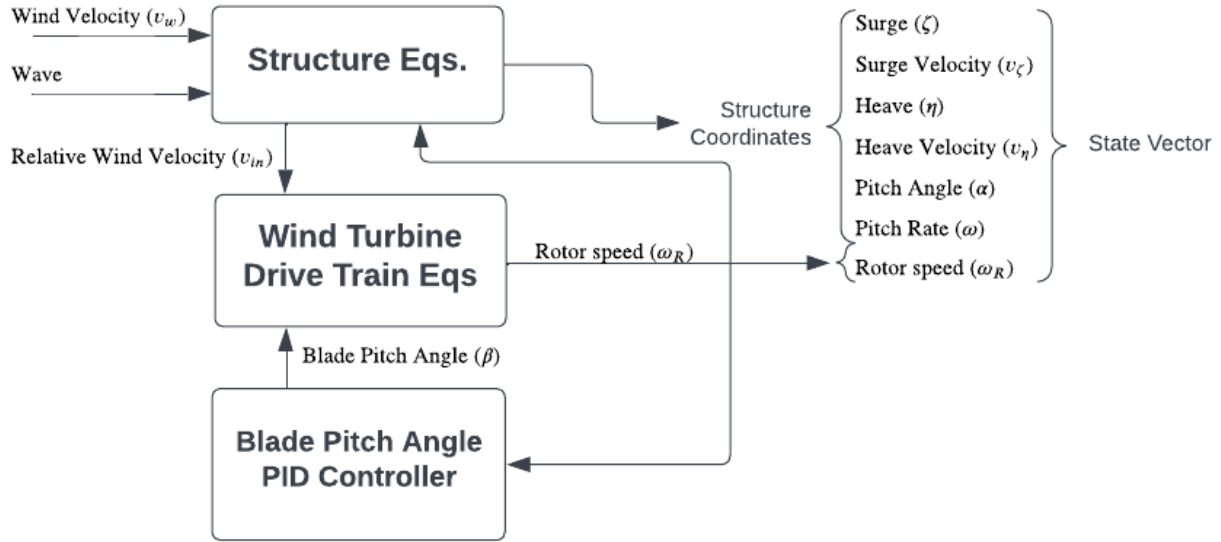 Wind Velocity (v_w)
Wave
Structure Eqs.
Relative Wind Velocity (v_in)
Wind Turbine
Drive Train Eqs
Rotor speed (ω_R)
Blade Pitch Angle (β)
Blade Pitch Angle
PID Controller
Structure
Coordinates
Surge (ζ)
Surge Velocity (v_ζ)
Heave (η)
Heave Velocity (v_η)
Pitch Angle (α)
Pitch Rate (ω)
Rotor speed (ω_R)
State Vector